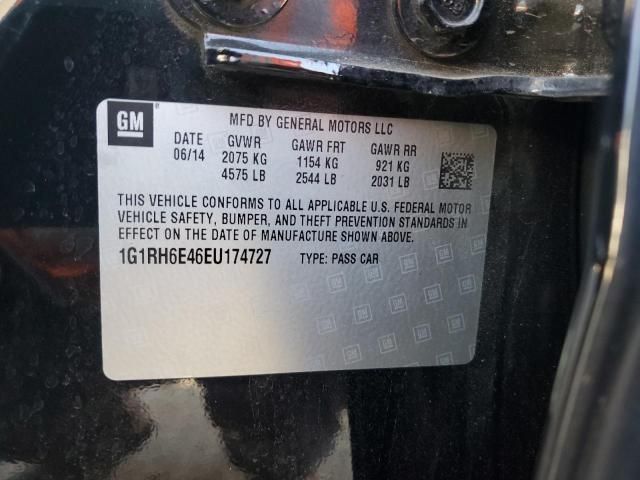 GM
MFD BY GENERAL MOTORS LLC
DATE GVWR GAWR FRT GAWR RR
06/14 2075 KG 1154 KG 921 KG
4575 LB 2544 LB 2031 LB
THIS VEHICLE CONFORMS TO ALL APPLICABLE U.S. FEDERAL MOTOR
VEHICLE SAFETY, BUMPER, AND THEFT PREVENTION STANDARDS IN
EFFECT ON THE DATE OF MANUFACTURE SHOWN ABOVE.
1G1RH6E46EU174727 TYPE: PASS CAR